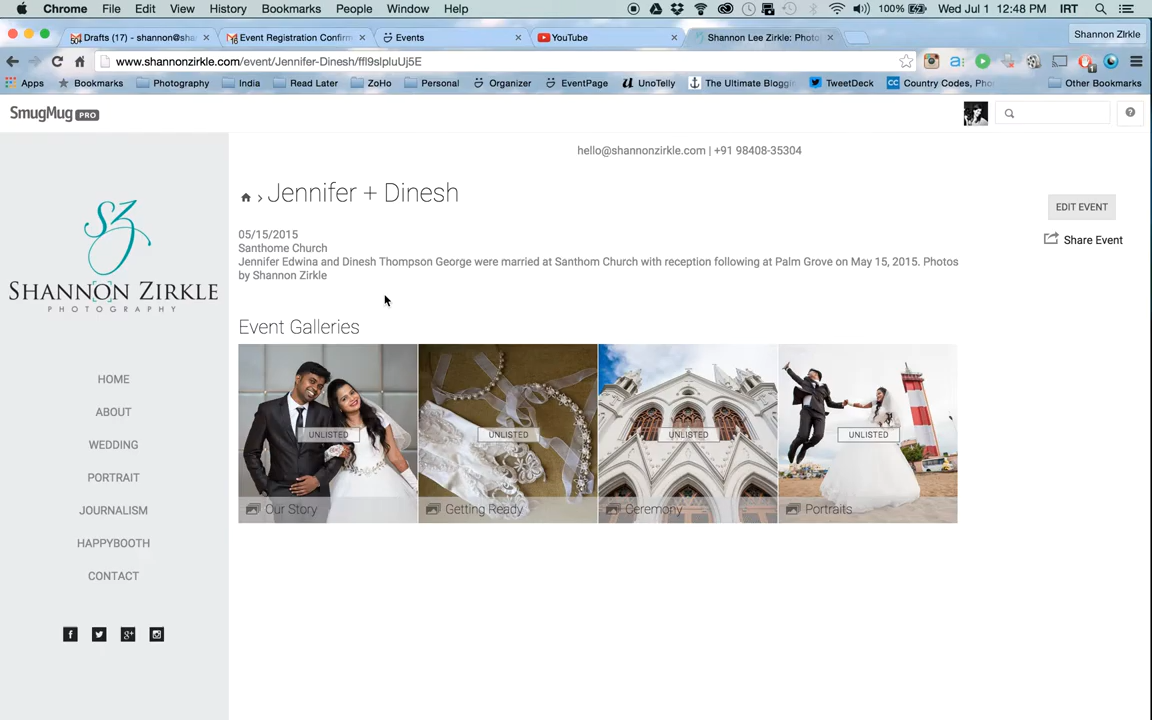 Chrome File Edit View History Bookmarks People Window Help 100% Wed Jul 1 12:48 PM IRT
Drafts (17) - shannon@sha Event Registration Confirm Events YouTube Shannon Lee Zirkle: Photo Shannon Zirkle
www.shannonzirkle.com/event/Jennifer-Dinesh/ffl9slpluUj5E
Apps Bookmarks Photography India Read Later ZoHo Personal Organizer EventPage UnoTelly The Ultimate Bloggin TweetDeck Country Codes, Pho Other Bookmarks
SmugMug PRO
hello@shannonzirkle.com | +91 98408-35304
Jennifer + Dinesh
EDIT EVENT
Share Event
05/15/2015
Santhome Church
Jennifer Edwina and Dinesh Thompson George were married at Santhom Church with reception following at Palm Grove on May 15, 2015. Photos
by Shannon Zirkle
SZ
SHANNON ZIRKLE
PHOTOGRAPHY
Event Galleries
UNLISTED UNLISTED UNLISTED UNLISTED
Our Story Getting Ready Ceremony Portraits
HOME
ABOUT
WEDDING
PORTRAIT
JOURNALISM
HAPPYBOOTH
CONTACT